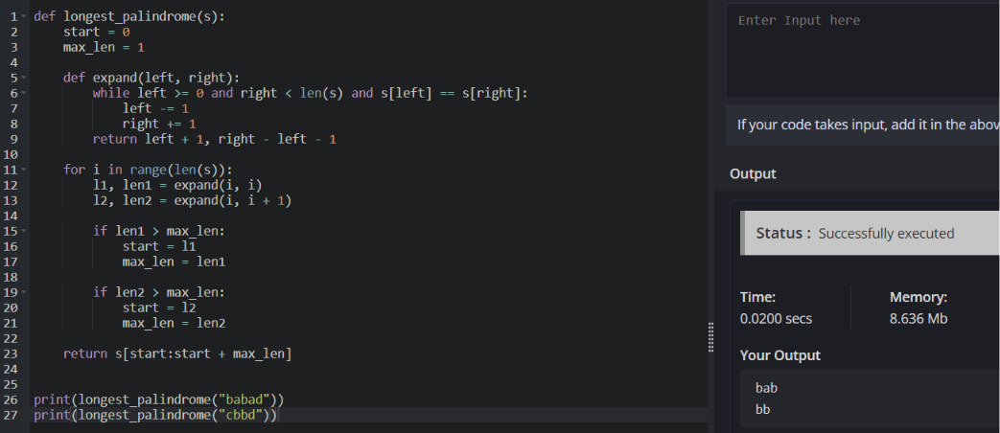 1 def longest_palindrome(s):
2     start = 0
3     max_len = 1
4
5     def expand(left, right):
6         while left >= 0 and right < len(s) and s[left] == s[right]:
7             left -= 1
8             right += 1
9         return left + 1, right - left - 1
10
11     for i in range(len(s)):
12         l1, len1 = expand(i, i)
13         l2, len2 = expand(i, i + 1)
14
15         if len1 > max_len:
16             start = l1
17             max_len = len1
18
19         if len2 > max_len:
20             start = l2
21             max_len = len2
22
23     return s[start:start + max_len]
24
25
26 print(longest_palindrome("babad"))
27 print(longest_palindrome("cbbd"))
Enter Input here
If your code takes input, add it in the abov
Output
Status : Successfully executed
Time: Memory:
0.0200 secs 8.636 Mb
Your Output
bab
bb